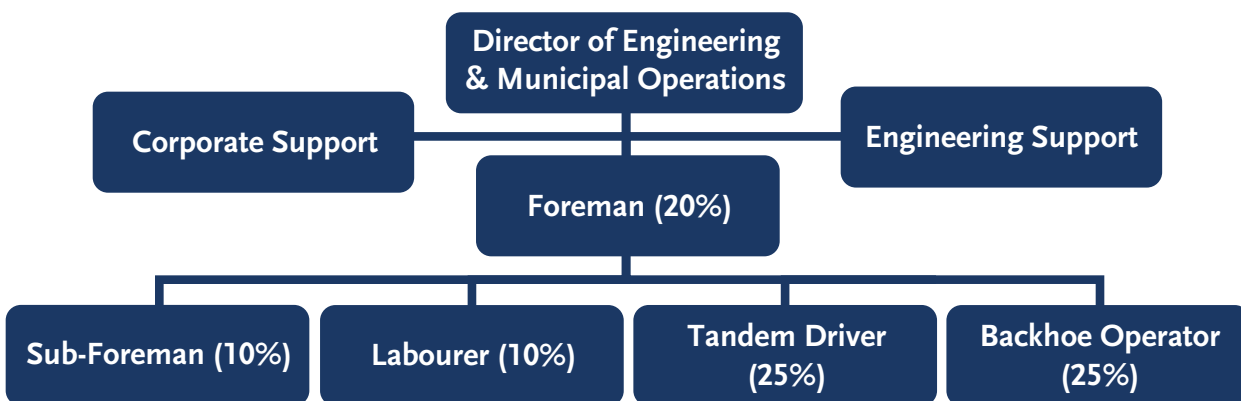 Director of Engineering
& Municipal Operations
Corporate Support
Engineering Support
Foreman (20%)
Sub-Foreman (10%)
Labourer (10%)
Tandem Driver
(25%)
Backhoe Operator
(25%)